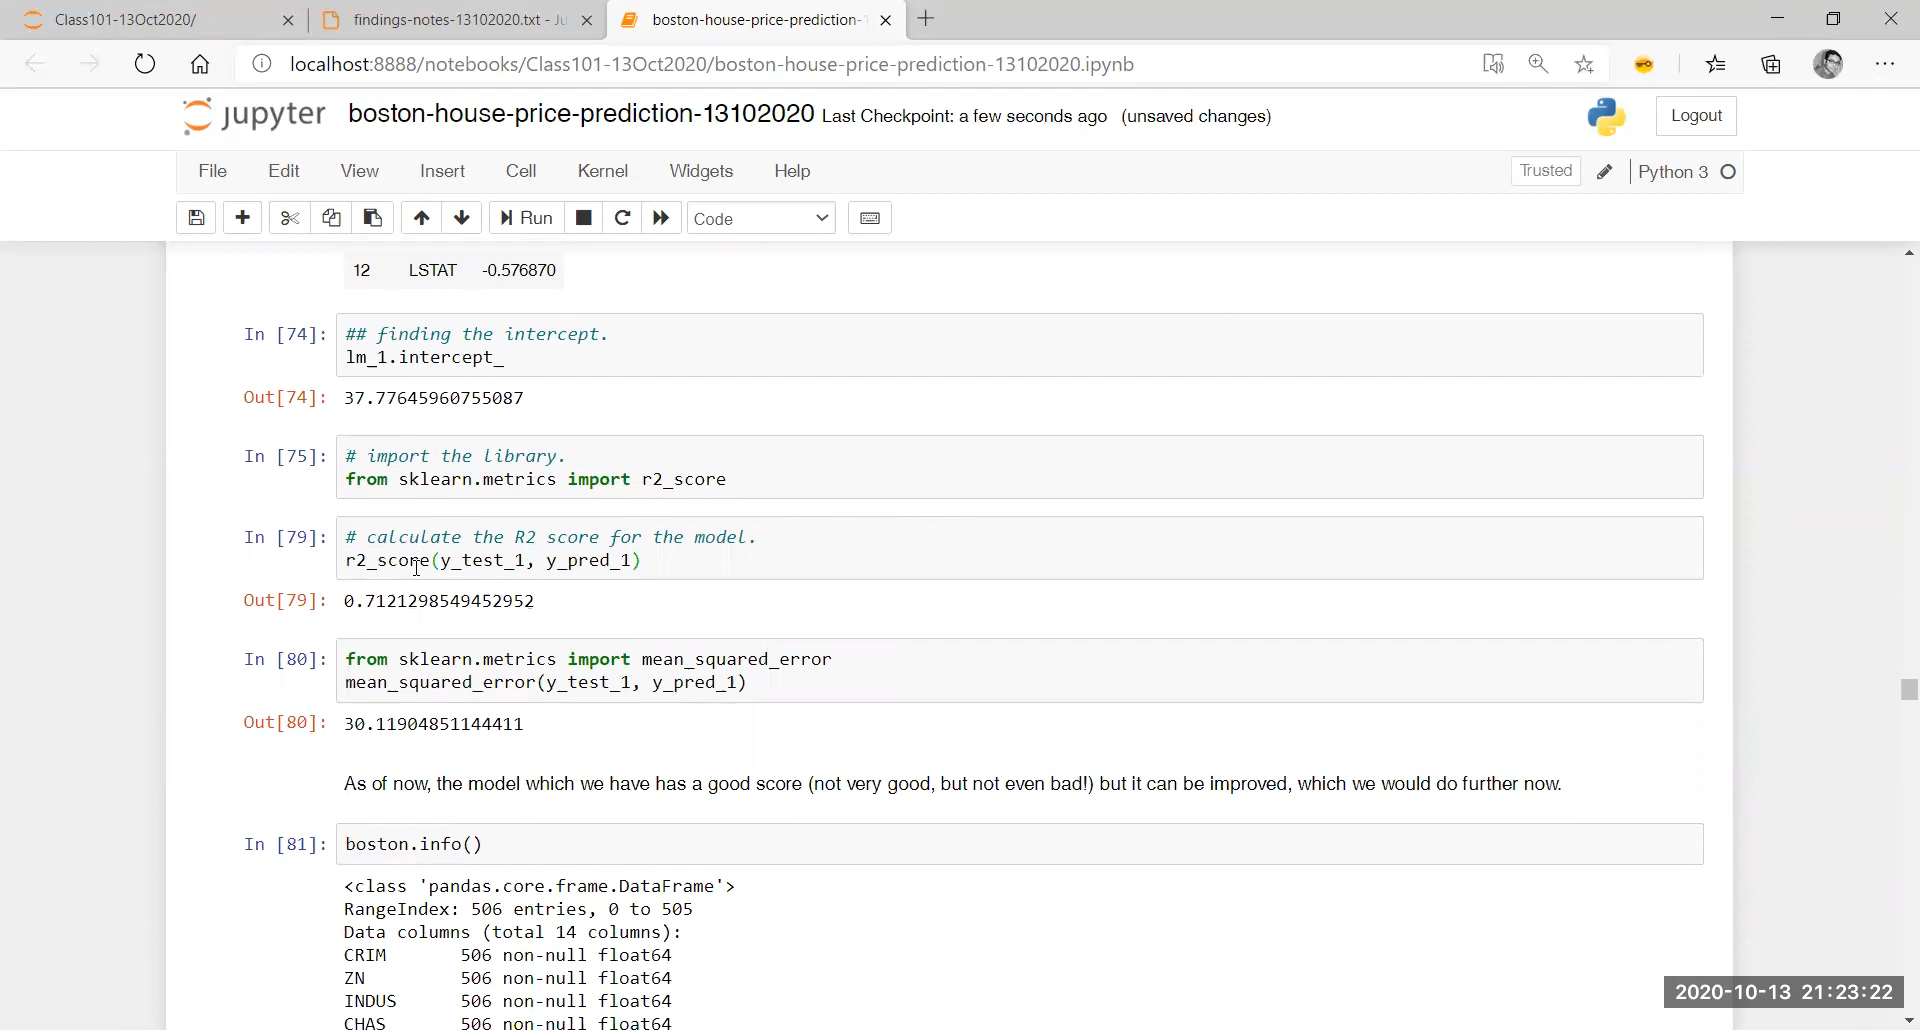 Class101-13Oct2020/
findings-notes-13102020.txt - Ju
boston-house-price-prediction-
localhost:8888/notebooks/Class101-13Oct2020/boston-house-price-prediction-13102020.ipynb
jupyter boston-house-price-prediction-13102020 Last Checkpoint: a few seconds ago (unsaved changes)
Logout
File Edit View Insert Cell Kernel Widgets Help
Trusted
Python 3
Run
Code
12 LSTAT -0.576870
In [74]: ## finding the intercept.
lm_1.intercept_
Out[74]: 37.77645960755087
In [75]: # import the library.
from sklearn.metrics import r2_score
In [79]: # calculate the R2 score for the model.
r2_score(y_test_1, y_pred_1)
Out[79]: 0.7121298549452952
In [80]: from sklearn.metrics import mean_squared_error
mean_squared_error(y_test_1, y_pred_1)
Out[80]: 30.11904851144411
As of now, the model which we have has a good score (not very good, but not even bad!) but it can be improved, which we would do further now.
In [81]: boston.info()
<class 'pandas.core.frame.DataFrame'>
RangeIndex: 506 entries, 0 to 505
Data columns (total 14 columns):
CRIM 506 non-null float64
ZN 506 non-null float64
INDUS 506 non-null float64
CHAS 506 non-null float64
2020-10-13 21:23:22